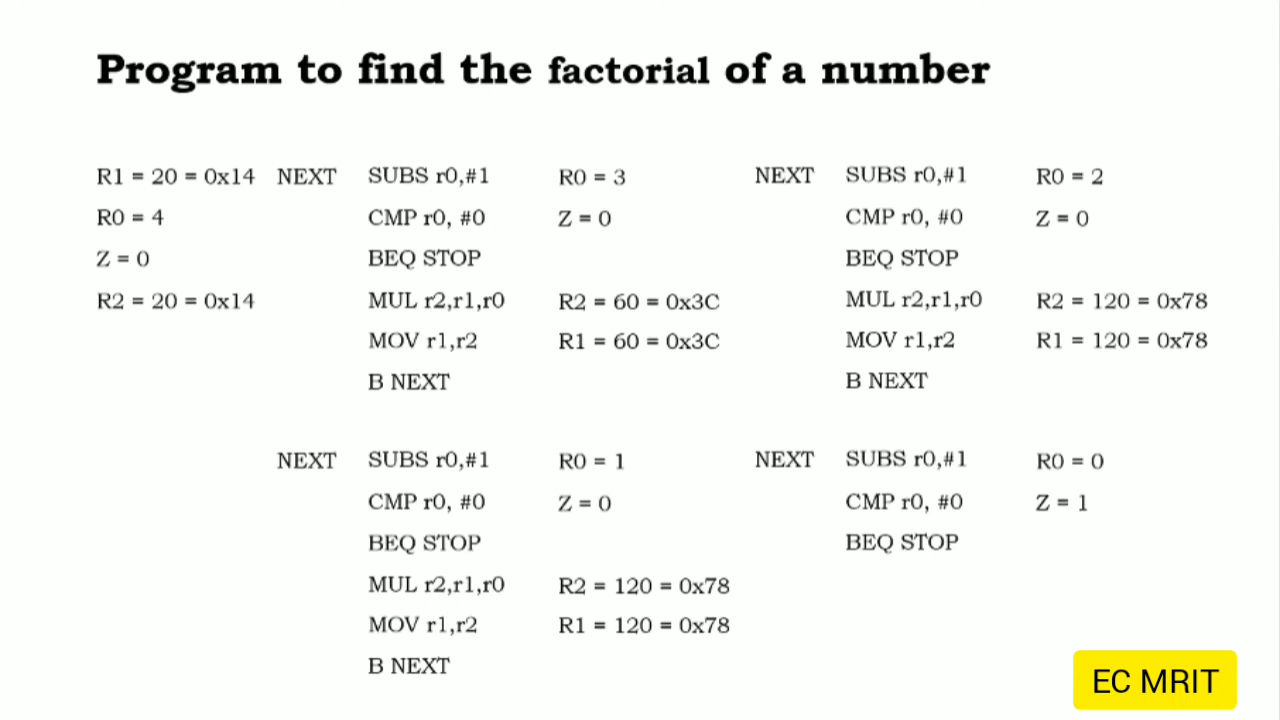 Program to find the factorial of a number
R1 = 20 = 0x14 NEXT SUBS r0,#1 R0 = 3 NEXT SUBS r0,#1 R0 = 2
R0 = 4 CMP r0, #0 Z = 0 CMP r0, #0 Z = 0
Z = 0 BEQ STOP BEQ STOP
R2 = 20 = 0x14 MUL r2,r1,r0 R2 = 60 = 0x3C MUL r2,r1,r0 R2 = 120 = 0x78
MOV r1,r2 R1 = 60 = 0x3C MOV r1,r2 R1 = 120 = 0x78
B NEXT B NEXT
NEXT SUBS r0,#1 R0 = 1 NEXT SUBS r0,#1 R0 = 0
CMP r0, #0 Z = 0 CMP r0, #0 Z = 1
BEQ STOP BEQ STOP
MUL r2,r1,r0 R2 = 120 = 0x78
MOV r1,r2 R1 = 120 = 0x78
B NEXT
EC MRIT